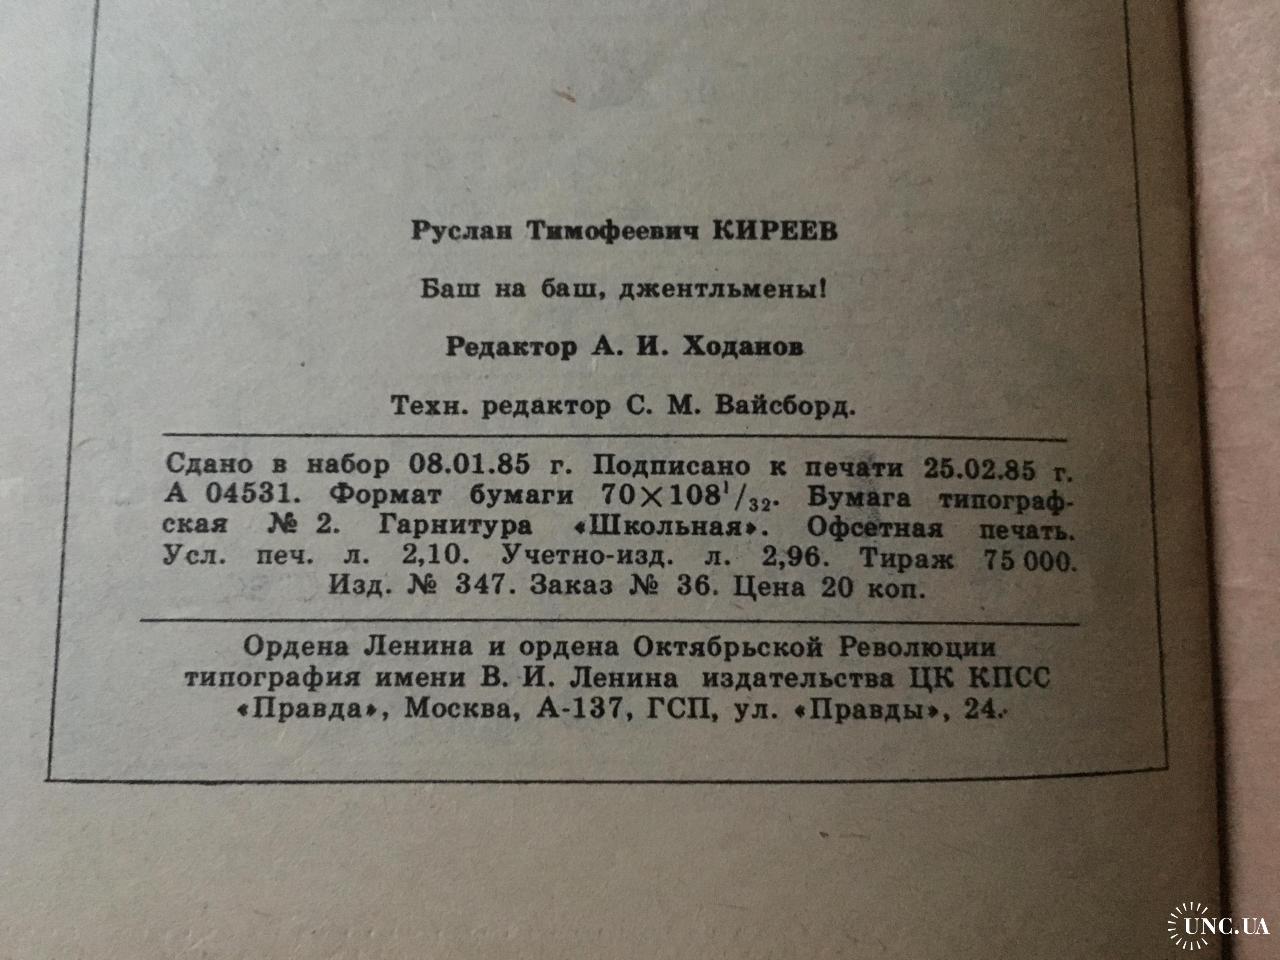 Руслан Тимофеевич КИРЕЕВ
Баш на баш, джентльмены!
Редактор А. И. Ходанов
Техн. редактор С. М. Вайсборд.
Сдано в набор 08.01.85 г. Подписано к печати 25.02.85 г.
А 04531. Формат бумаги 70×108¹/₃₂. Бумага типограф-
ская № 2. Гарнитура «Школьная». Офсетная печать.
Усл. печ. л. 2,10. Учетно-изд. л. 2,96. Тираж 75 000.
Изд. № 347. Заказ № 36. Цена 20 коп.
Ордена Ленина и ордена Октябрьской Революции
типография имени В. И. Ленина издательства ЦК КПСС
«Правда», Москва, А-137, ГСП, ул. «Правды», 24.
UNC.UA